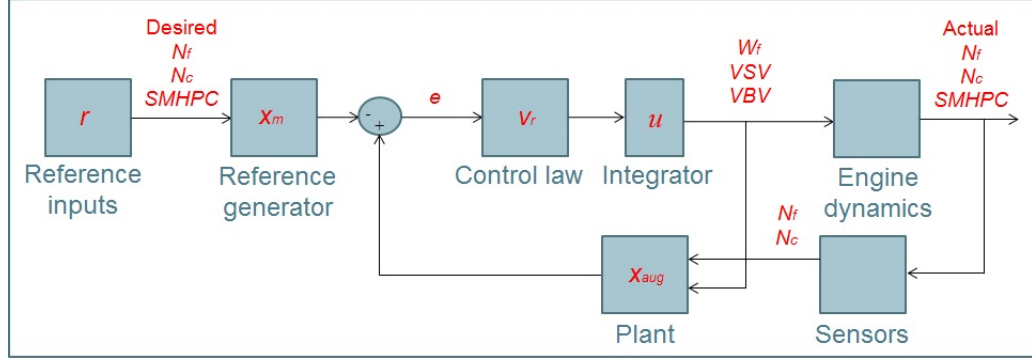 Desired
Nf
Nc
SMHPC
r
Reference
inputs
xm
Reference
generator
-
+
e
vr
Control law
u
Integrator
Wf
VSV
VBV
Engine
dynamics
Actual
Nf
Nc
SMHPC
Nf
Nc
xaug
Plant
Sensors